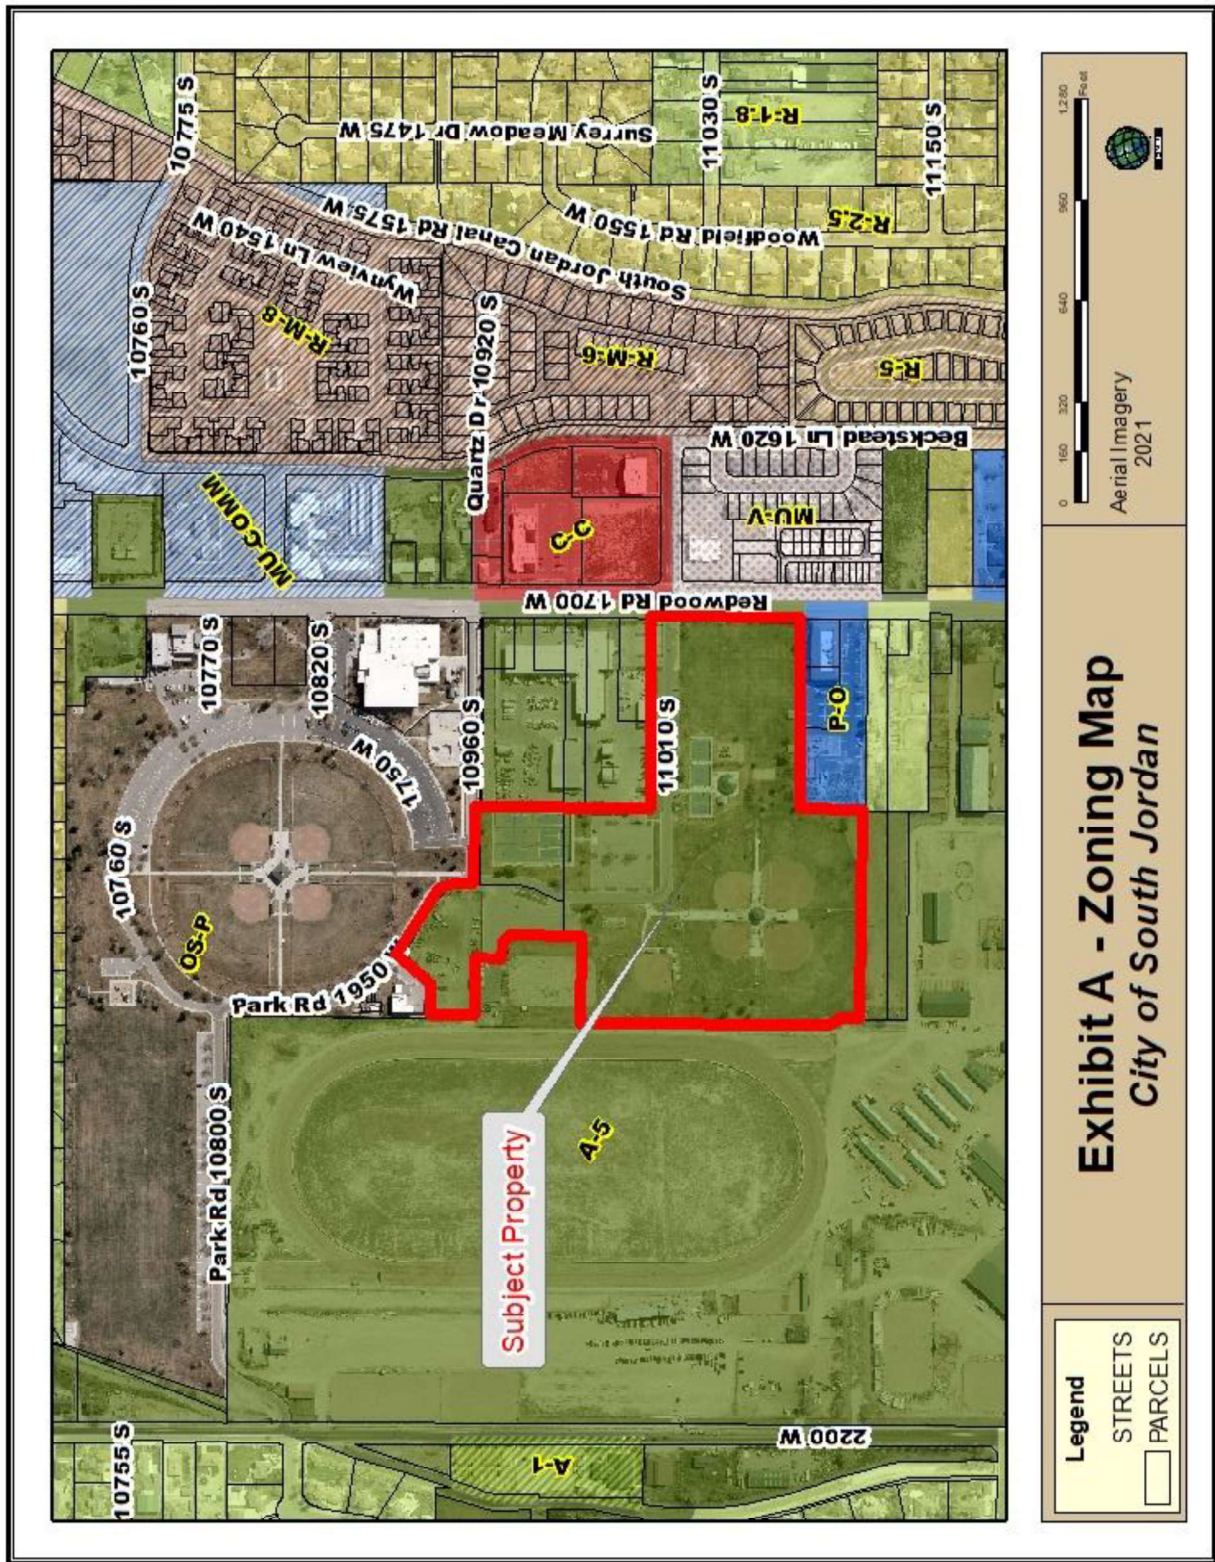 10755 S
2200 W
A-1
Park Rd 10800 S
Subject Property
A-5
OS-P
10760 S
Park Rd 1950
1750 W
10770 S
10820 S
10960 S
11010 S
P-O
Redwood Rd 1700 W
MU-COMM
C-C
MU-V
Quartz Dr 10920 S
Beckstead Ln 1620 W
10760 S
R-M-8
R-M-6
R-5
Wynview Ln 1540 W
South Jordan Canal Rd 1575 W
10775 S
Surrey Meadow Dr 1475 W
Woodfield Rd 1550 W
R-2.5
11030 S
R-1.8
11150 S
Legend
STREETS
PARCELS
Exhibit A - Zoning Map
City of South Jordan
0 160 320 640 960 1,280
Feet
Aerial Imagery
2021